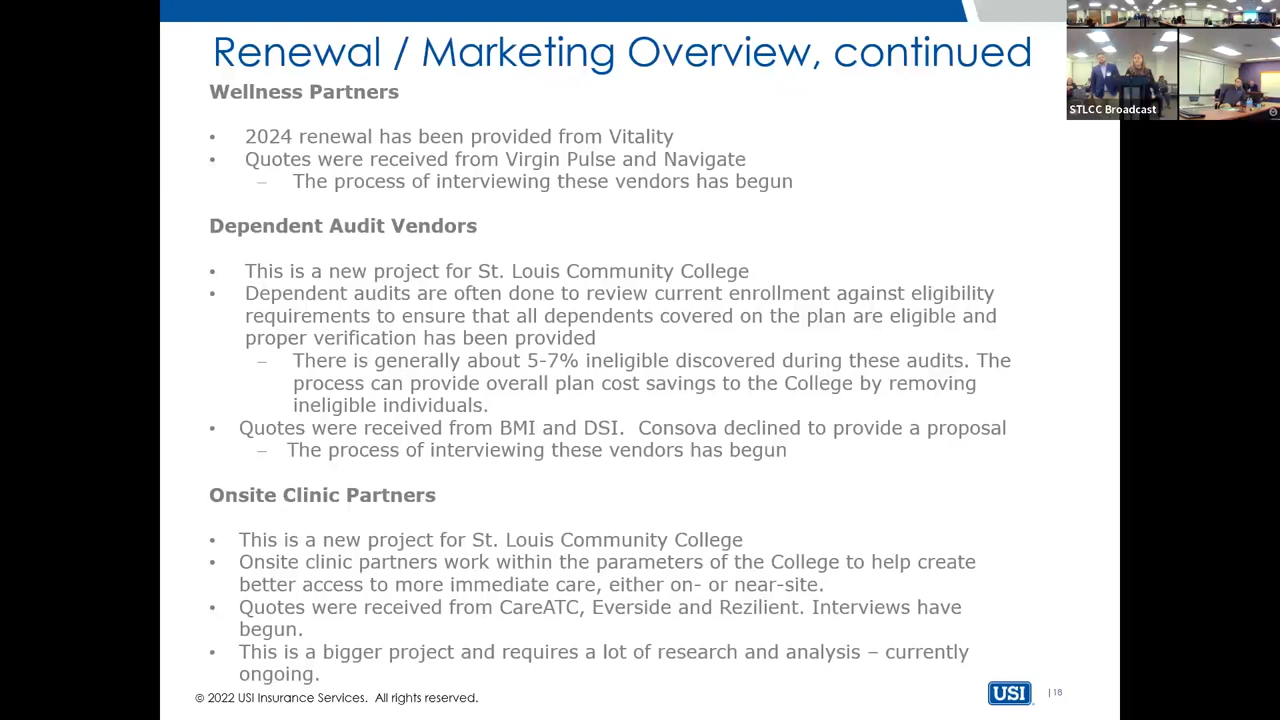 Renewal / Marketing Overview, continued
STLCC Broadcast
Wellness Partners
• 2024 renewal has been provided from Vitality
• Quotes were received from Virgin Pulse and Navigate
– The process of interviewing these vendors has begun
Dependent Audit Vendors
• This is a new project for St. Louis Community College
• Dependent audits are often done to review current enrollment against eligibility
requirements to ensure that all dependents covered on the plan are eligible and
proper verification has been provided
– There is generally about 5-7% ineligible discovered during these audits. The
process can provide overall plan cost savings to the College by removing
ineligible individuals.
• Quotes were received from BMI and DSI. Consova declined to provide a proposal
– The process of interviewing these vendors has begun
Onsite Clinic Partners
• This is a new project for St. Louis Community College
• Onsite clinic partners work within the parameters of the College to help create
better access to more immediate care, either on- or near-site.
• Quotes were received from CareATC, Everside and Rezilient. Interviews have
begun.
• This is a bigger project and requires a lot of research and analysis – currently
ongoing.
© 2022 USI Insurance Services. All rights reserved.
USI
| 18